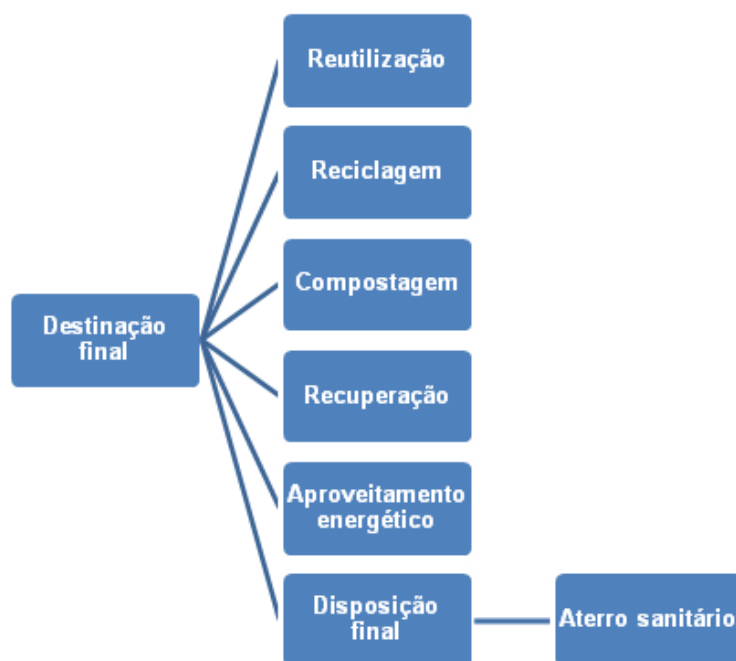 Reutilização
Reciclagem
Compostagem
Destinação
final
Recuperação
Aproveitamento
energético
Disposição
final
Aterro sanitário